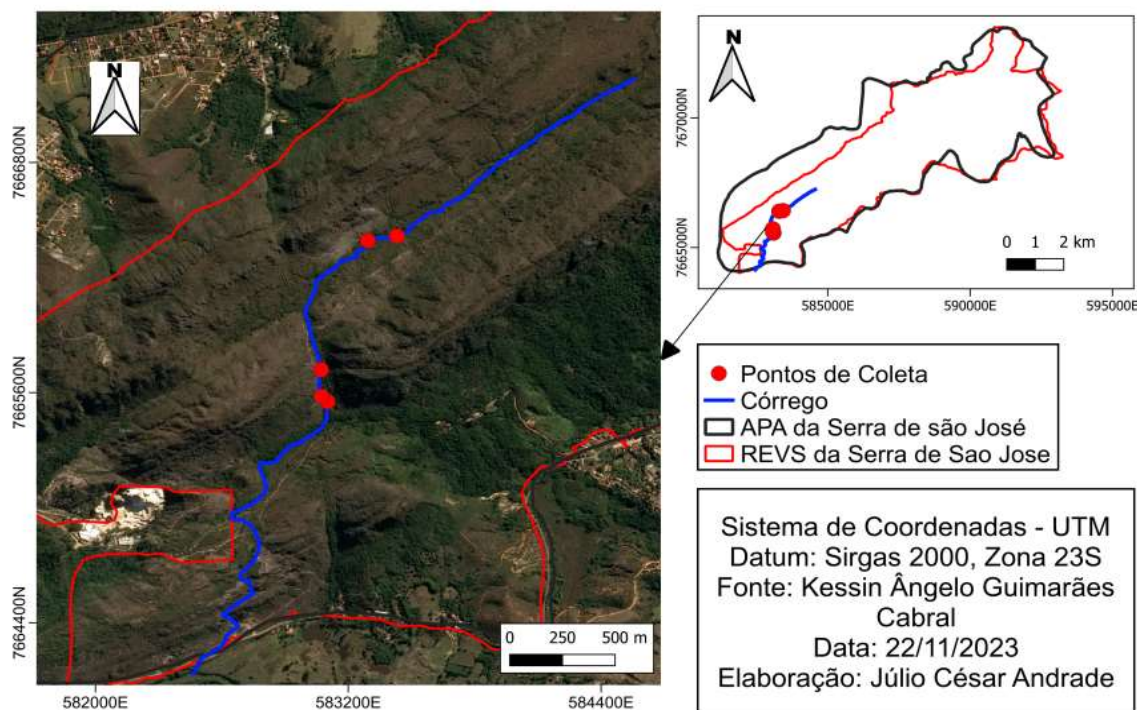 N
7666800N
7665600N
7664400N
582000E
583200E
584400E
0 250 500 m
N
7670000N
7665000N
585000E
590000E
595000E
0 1 2 km
Pontos de Coleta
Córrego
APA da Serra de são José
REVS da Serra de Sao Jose
Sistema de Coordenadas - UTM
Datum: Sirgas 2000, Zona 23S
Fonte: Kessin Ângelo Guimarães
Cabral
Data: 22/11/2023
Elaboração: Júlio César Andrade